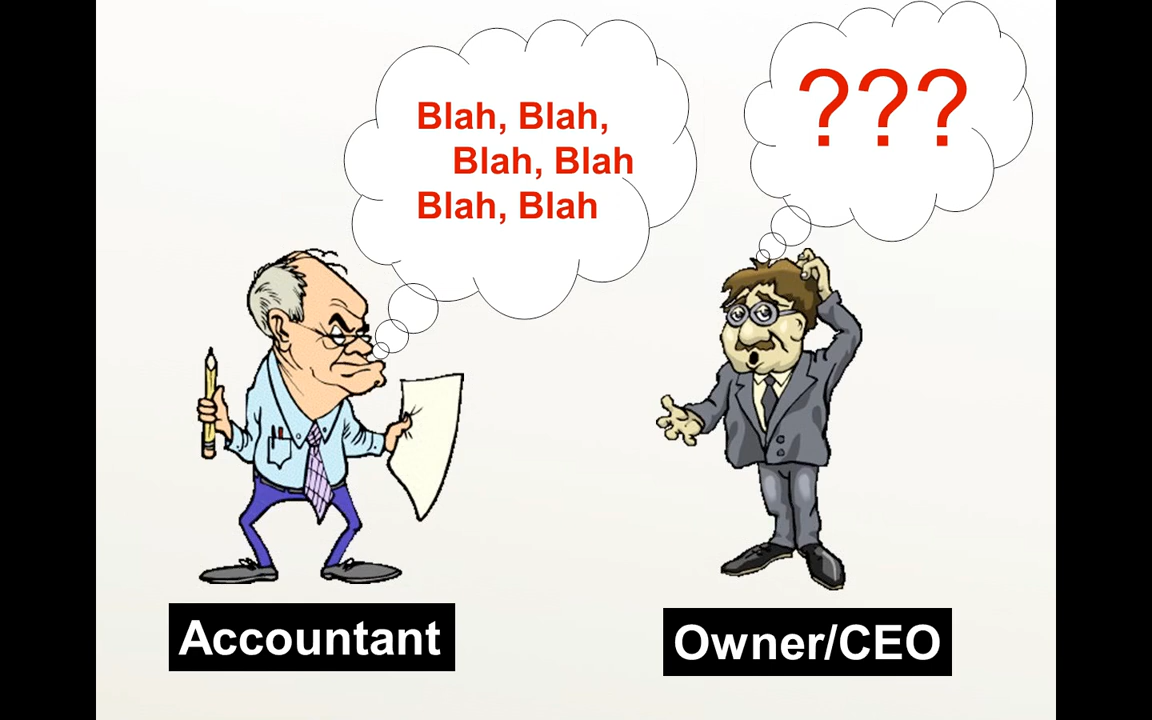 Blah, Blah,
Blah, Blah
Blah, Blah
???
Accountant
Owner/CEO